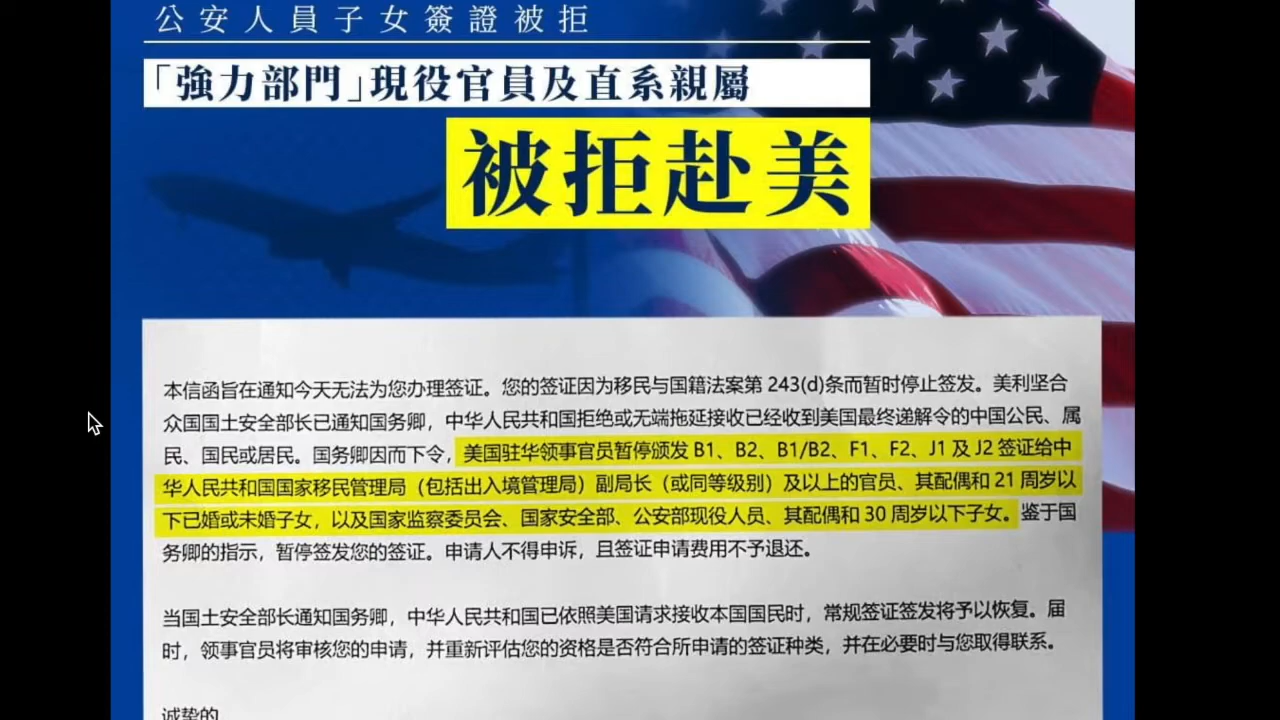 公安人員子女簽證被拒
「強力部門」現役官員及直系親屬
被拒赴美
本信函旨在通知今天无法为您办理签证。您的签证因为移民与国籍法案第 243(d)条而暂时停止签发。美利坚合
众国国土安全部长已通知国务卿，中华人民共和国拒绝或无端拖延接收已经收到美国最终递解令的中国公民、属
民、国民或居民。国务卿因而下令，美国驻华领事官员暂停颁发 B1、B2、B1/B2、F1、F2、J1 及 J2 签证给中
华人民共和国国家移民管理局（包括出入境管理局）副局长（或同等级别）及以上的官员、其配偶和 21 周岁以
下已婚或未婚子女，以及国家监察委员会、国家安全部、公安部现役人员、其配偶和 30 周岁以下子女。鉴于国
务卿的指示，暂停签发您的签证。申请人不得申诉，且签证申请费用不予退还。
当国土安全部长通知国务卿，中华人民共和国已依照美国请求接收本国国民时，常规签证签发将予以恢复。届
时，领事官员将审核您的申请，并重新评估您的资格是否符合所申请的签证种类，并在必要时与您取得联系。
诚挚的